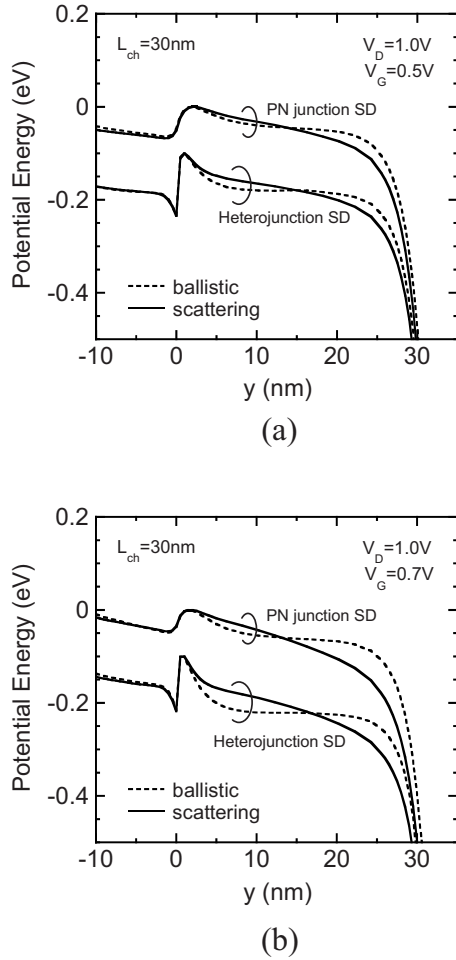 L_ch=30nm
V_D=1.0V
V_G=0.5V
PN junction SD
Heterojunction SD
ballistic
scattering
Potential Energy (eV)
0.2
0
-0.2
-0.4
-10
0
10
20
30
y (nm)
(a)
L_ch=30nm
V_D=1.0V
V_G=0.7V
PN junction SD
Heterojunction SD
ballistic
scattering
Potential Energy (eV)
0.2
0
-0.2
-0.4
-10
0
10
20
30
y (nm)
(b)